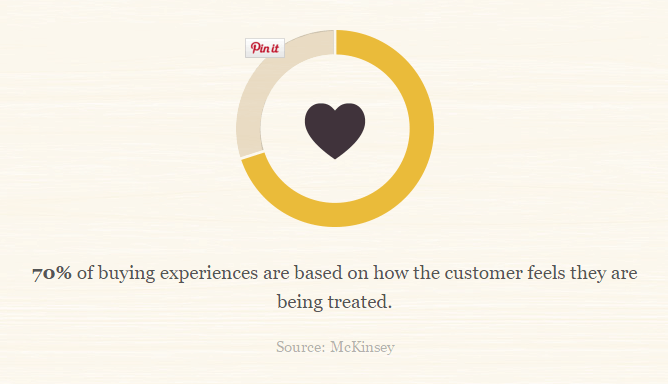 Pin it
70% of buying experiences are based on how the customer feels they are
being treated.
Source: McKinsey